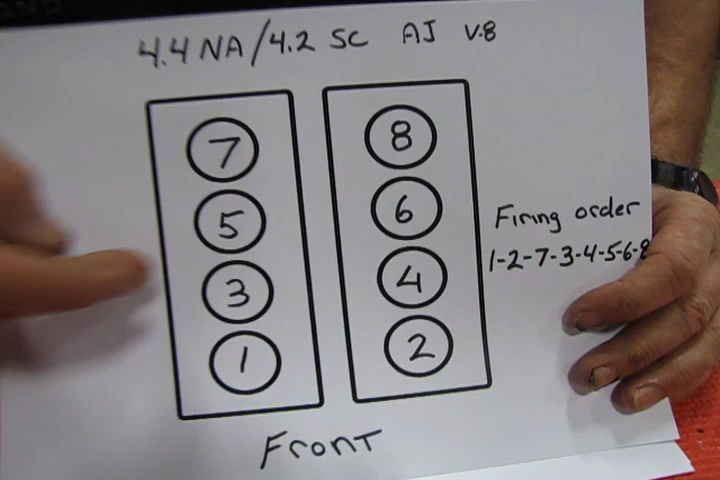 4.4 NA/4.2 SC AJ V.8
7 8
5 6
3 4
1 2
Firing order
1-2-7-3-4-5-6-8
Front